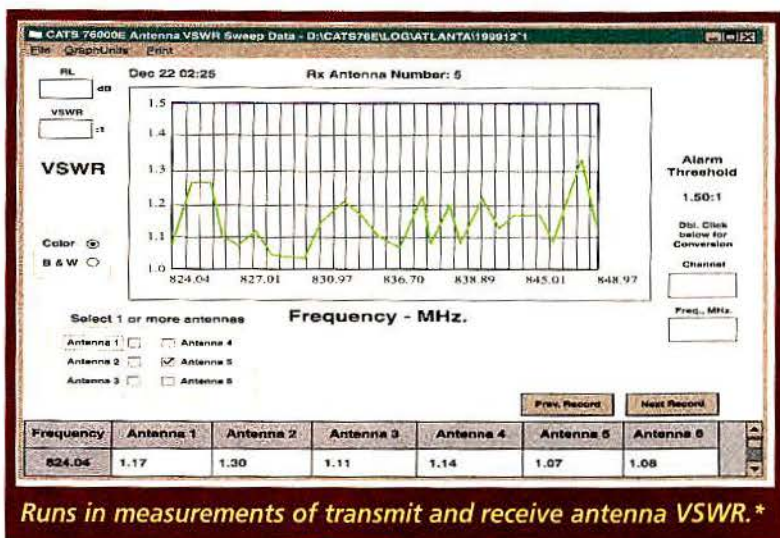 CATS 76000E Antenna VSWR Sweep Data - D:\CATS76E\LOG\ATLANTA\199912~1
File GraphUnits Print
RL
dB
VSWR
:1
VSWR
Color
B & W
Dec 22 02:25 Rx Antenna Number: 5
1.5
1.4
1.3
1.2
1.1
1.0
824.04 827.01 830.97 836.70 838.89 845.01 848.97
Frequency - MHz.
Alarm
Threshold
1.50:1
Dbl. Click
below for
Conversion
Channel
Freq., MHz.
Select 1 or more antennas
Antenna 1 Antenna 4
Antenna 2 Antenna 5
Antenna 3 Antenna 6
Prev. Record Next Record
Frequency Antenna 1 Antenna 2 Antenna 3 Antenna 4 Antenna 5 Antenna 6
824.04 1.17 1.30 1.11 1.14 1.07 1.08
Runs in measurements of transmit and receive antenna VSWR.*